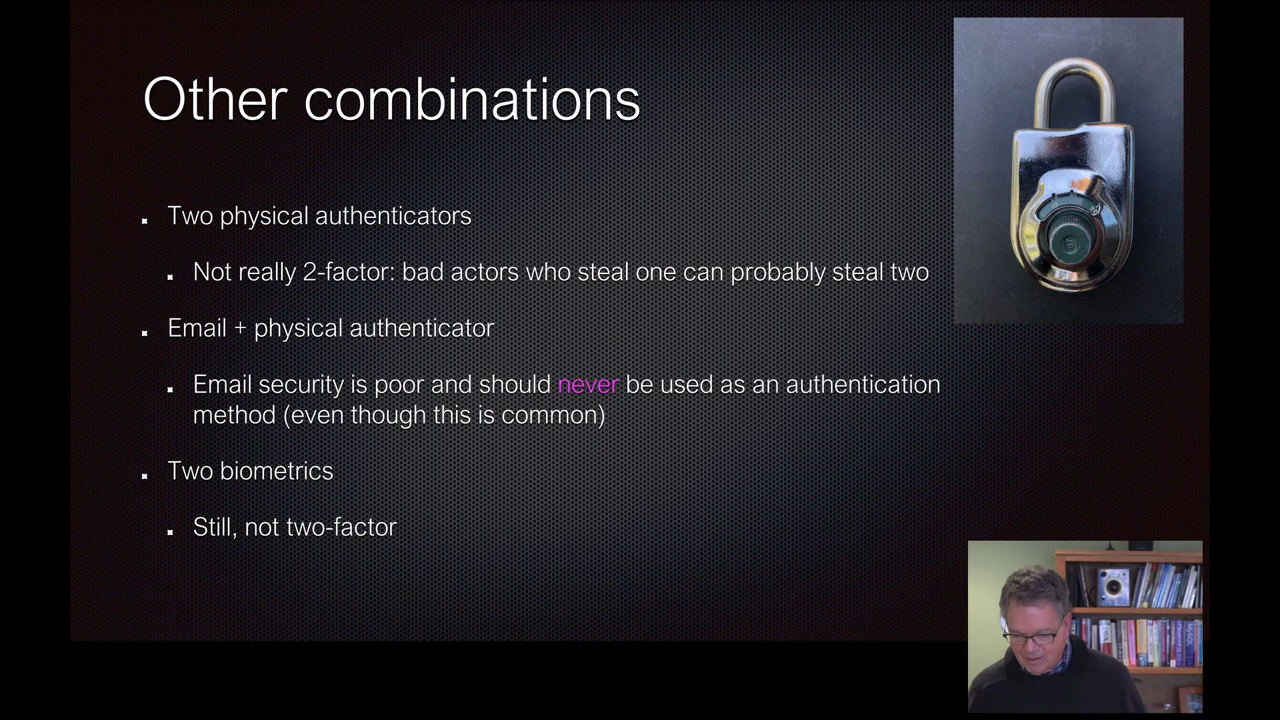 Other combinations
Two physical authenticators
Not really 2-factor: bad actors who steal one can probably steal two
Email + physical authenticator
Email security is poor and should never be used as an authentication
method (even though this is common)
Two biometrics
Still, not two-factor